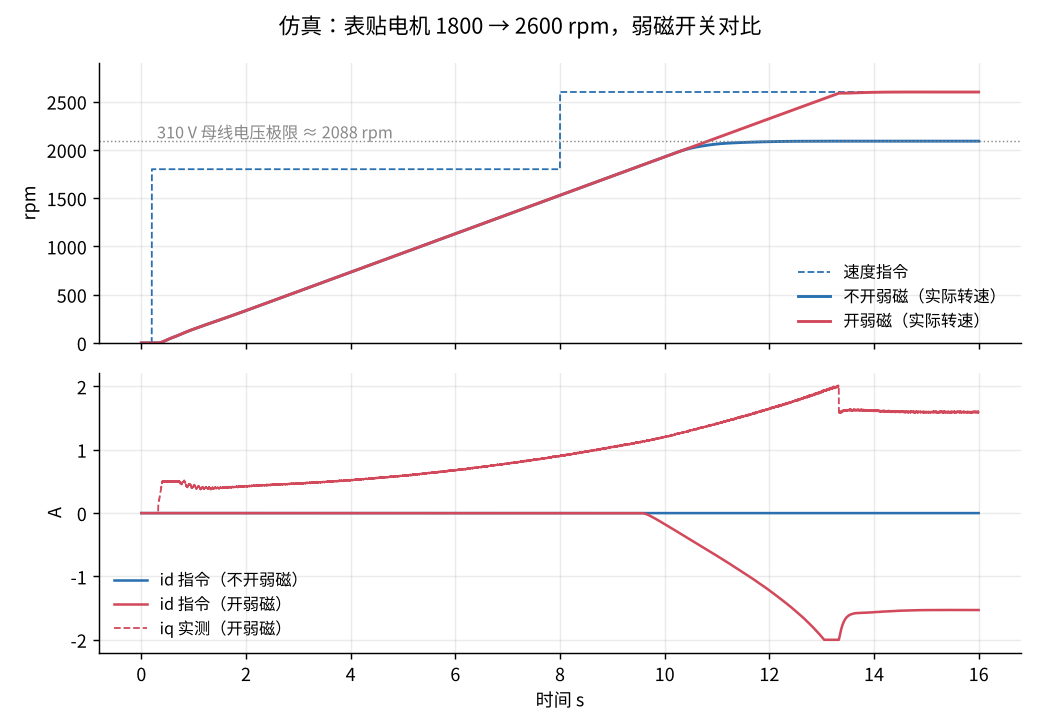 仿真：表贴电机 1800 → 2600 rpm，弱磁开关对比
2500
2000
1500
1000
500
0
rpm
310 V 母线电压极限 ≈ 2088 rpm
速度指令
不开弱磁（实际转速）
开弱磁（实际转速）
2
1
0
-1
-2
A
id 指令（不开弱磁）
id 指令（开弱磁）
iq 实测（开弱磁）
0 2 4 6 8 10 12 14 16
时间 s